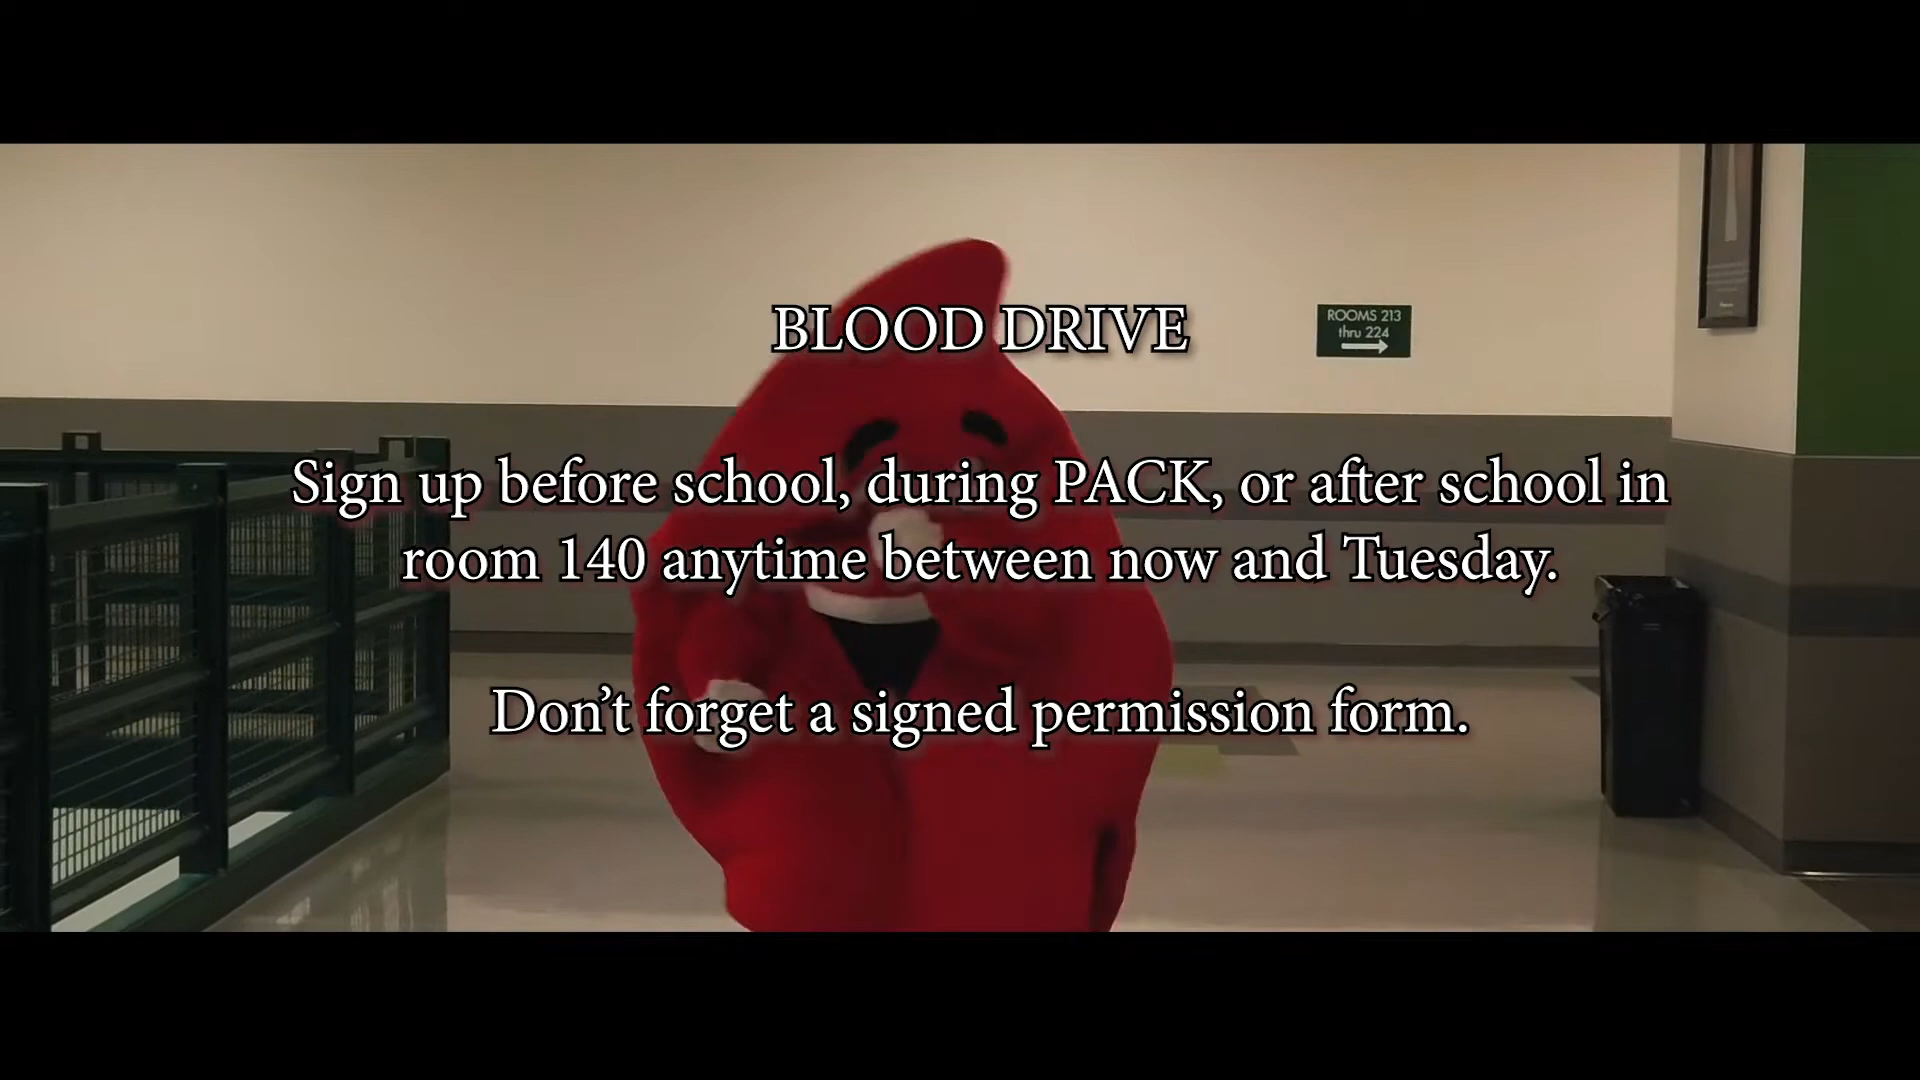 BLOOD DRIVE
ROOMS 213
thru 224
Sign up before school, during PACK, or after school in
room 140 anytime between now and Tuesday.
Don't forget a signed permission form.